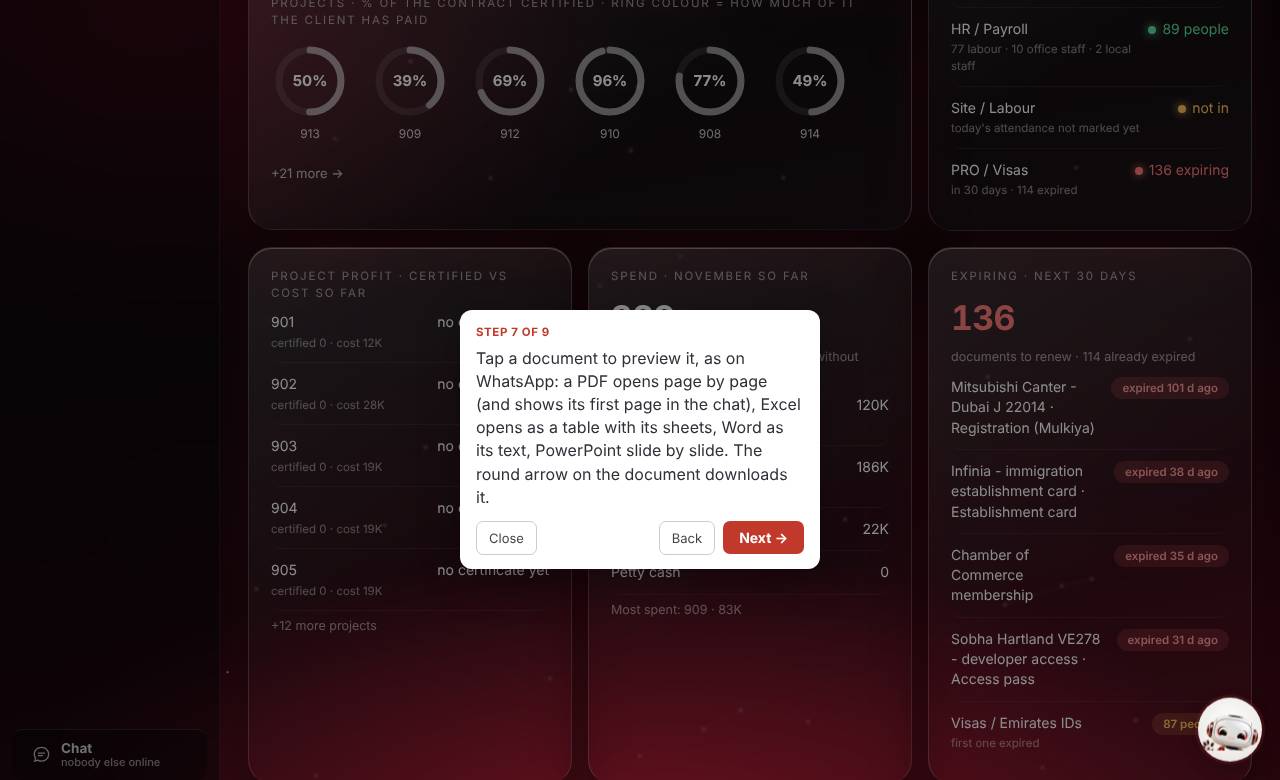 PROJECTS · % OF THE CONTRACT CERTIFIED · RING COLOUR = HOW MUCH OF IT
THE CLIENT HAS PAID
50%
39%
69%
96%
77%
49%
913
909
912
910
908
914
+21 more →
HR / Payroll
89 people
77 labour · 10 office staff · 2 local
staff
Site / Labour
not in
today's attendance not marked yet
PRO / Visas
136 expiring
in 30 days · 114 expired
PROJECT PROFIT · CERTIFIED VS
COST SO FAR
901
certified 0 · cost 12K
902
certified 0 · cost 28K
903
certified 0 · cost 19K
904
certified 0 · cost 19K
905
no certificate yet
certified 0 · cost 19K
+12 more projects
SPEND · NOVEMBER SO FAR
without
120K
186K
22K
Petty cash
0
Most spent: 909 · 83K
STEP 7 OF 9
Tap a document to preview it, as on
WhatsApp: a PDF opens page by page
(and shows its first page in the chat), Excel
opens as a table with its sheets, Word as
its text, PowerPoint slide by slide. The
round arrow on the document downloads
it.
Close
Back
Next →
EXPIRING · NEXT 30 DAYS
136
documents to renew · 114 already expired
Mitsubishi Canter -
Dubai J 22014 ·
Registration (Mulkiya)
expired 101 d ago
Infinia - immigration
establishment card ·
Establishment card
expired 38 d ago
Chamber of
Commerce
membership
expired 35 d ago
Sobha Hartland VE278
- developer access ·
Access pass
expired 31 d ago
Visas / Emirates IDs
87
first one expired
Chat
nobody else online